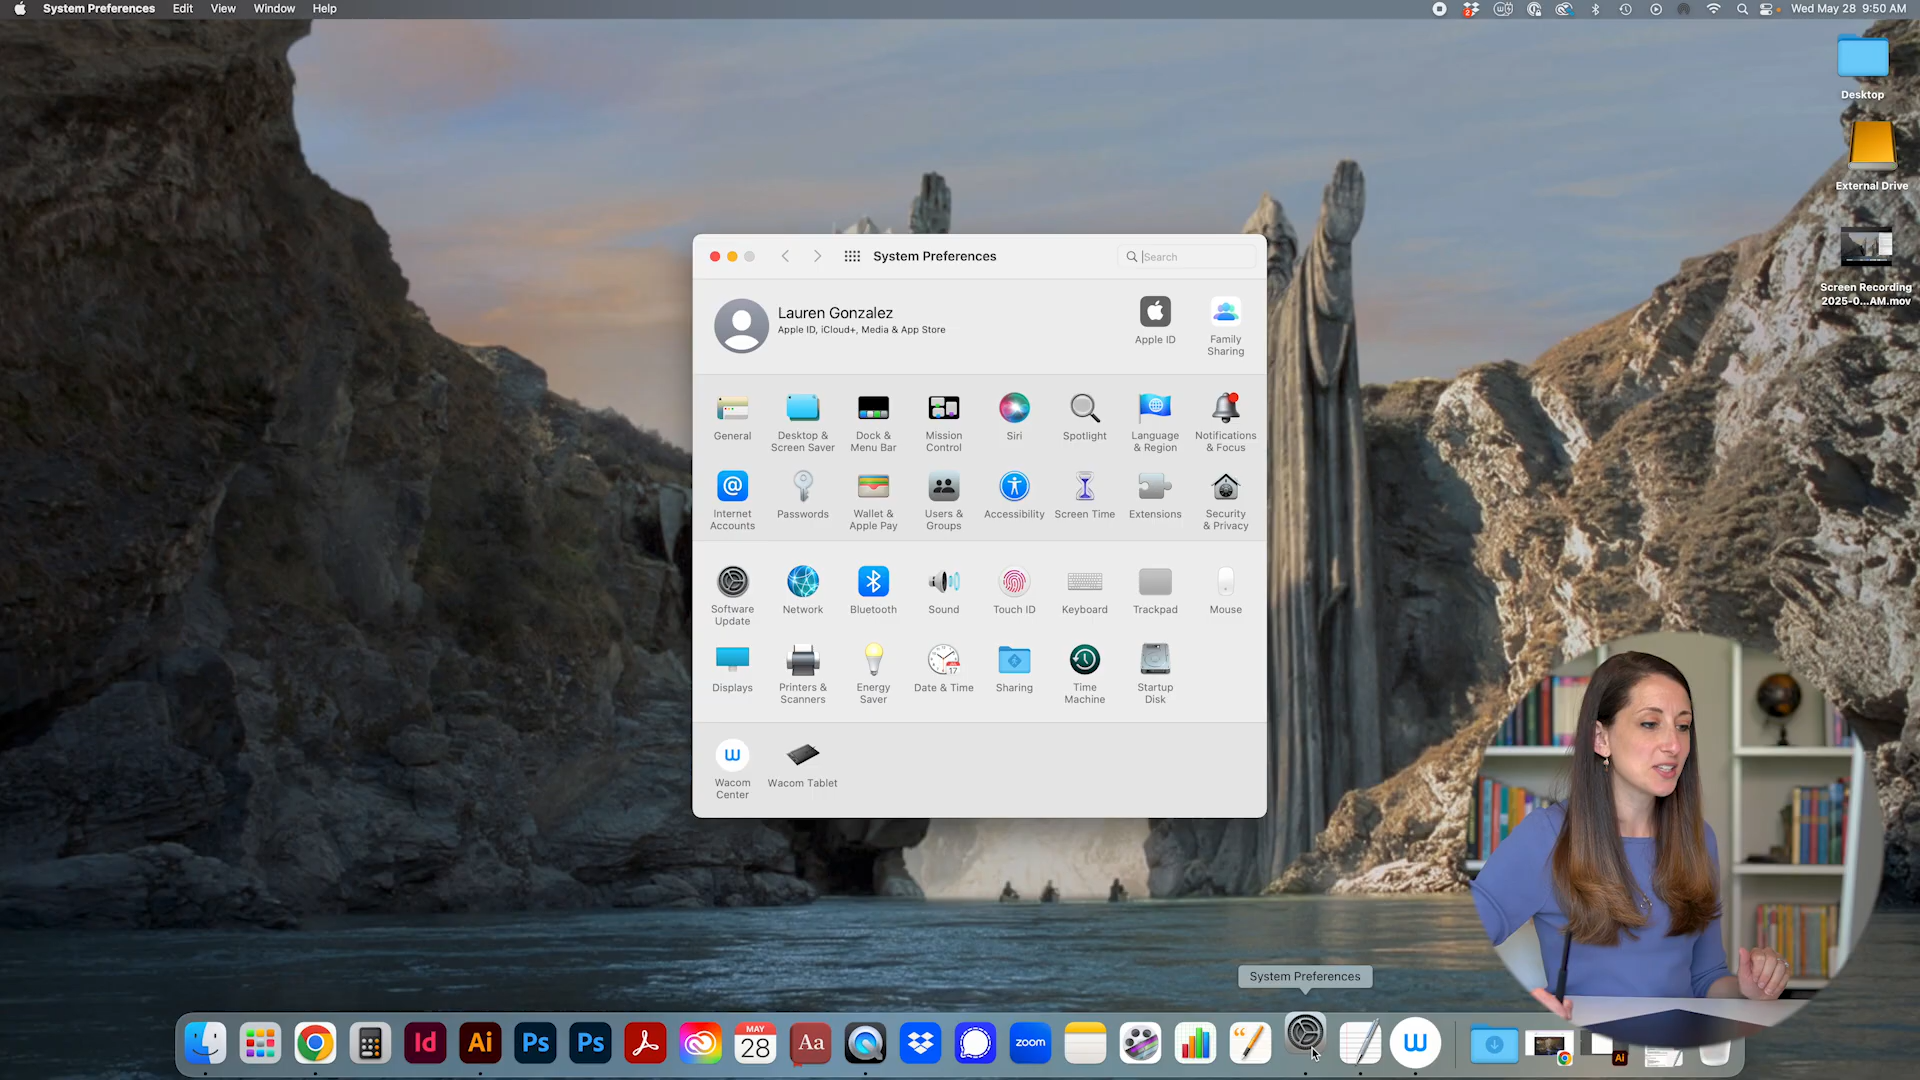 System Preferences Edit View Window Help
2
Wed May 28 9:50 AM
Desktop
External Drive
Screen Recording
2025-0...AM.mov
System Preferences
Search
Lauren Gonzalez
Apple ID, iCloud+, Media & App Store
Apple ID
Family
Sharing
General
Desktop &
Screen Saver
Dock &
Menu Bar
Mission
Control
Siri
Spotlight
Language
& Region
Notifications
& Focus
Internet
Accounts
Passwords
Wallet &
Apple Pay
Users &
Groups
Accessibility
Screen Time
Extensions
Security
& Privacy
Software
Update
Network
Bluetooth
Sound
Touch ID
Keyboard
Trackpad
Mouse
Displays
Printers &
Scanners
Energy
Saver
17
Date & Time
Sharing
Time
Machine
Startup
Disk
W
Wacom
Center
Wacom Tablet
System Preferences
Id
Ai
Ps
Ps
MAY
28
Aa
zoom
W
Ai